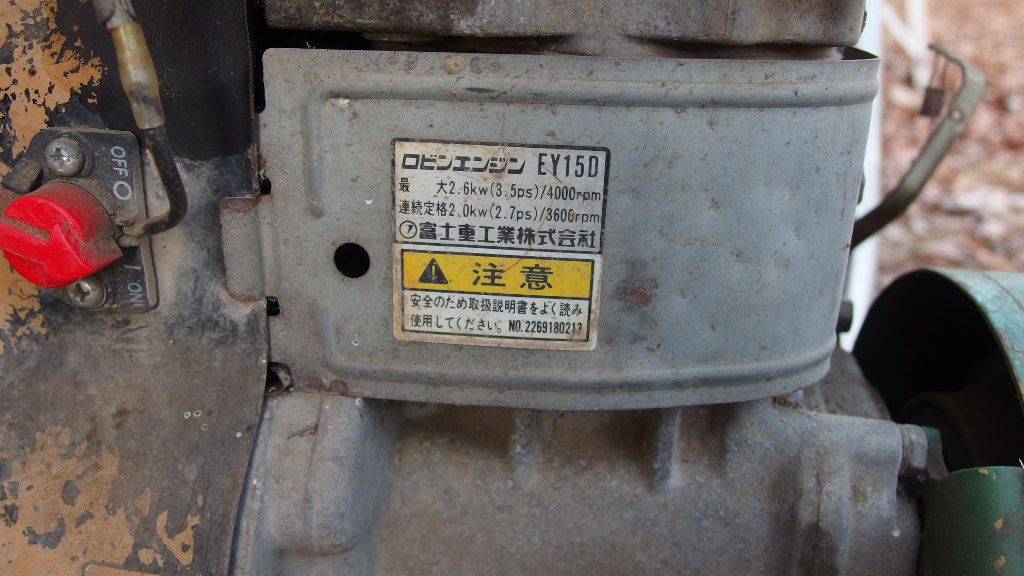 OFF
ON
ロビンエンジン EY15D
最 大2.6kw(3.5ps)/4000rpm
連続定格2.0kw(2.7ps)/3600rpm
富士重工業株式会社
注意
安全のため取扱説明書をよく読み
使用してください。 NO.2269180213